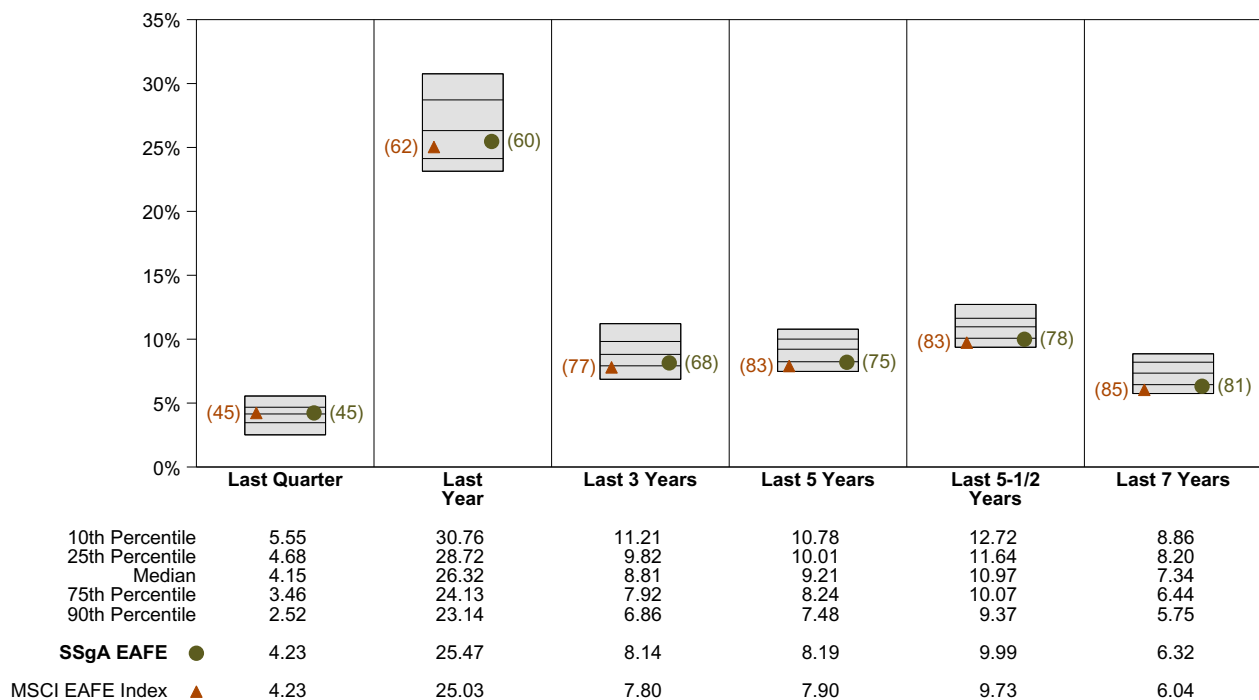 35%
30%
25%
20%
15%
10%
5%
0%
(45) (45)
(62) (60)
(77) (68)
(83) (75)
(83) (78)
(85) (81)
Last Quarter Last Year Last 3 Years Last 5 Years Last 5-1/2 Years Last 7 Years
10th Percentile 5.55 30.76 11.21 10.78 12.72 8.86
25th Percentile 4.68 28.72 9.82 10.01 11.64 8.20
Median 4.15 26.32 8.81 9.21 10.97 7.34
75th Percentile 3.46 24.13 7.92 8.24 10.07 6.44
90th Percentile 2.52 23.14 6.86 7.48 9.37 5.75
SSgA EAFE 4.23 25.47 8.14 8.19 9.99 6.32
MSCI EAFE Index 4.23 25.03 7.80 7.90 9.73 6.04